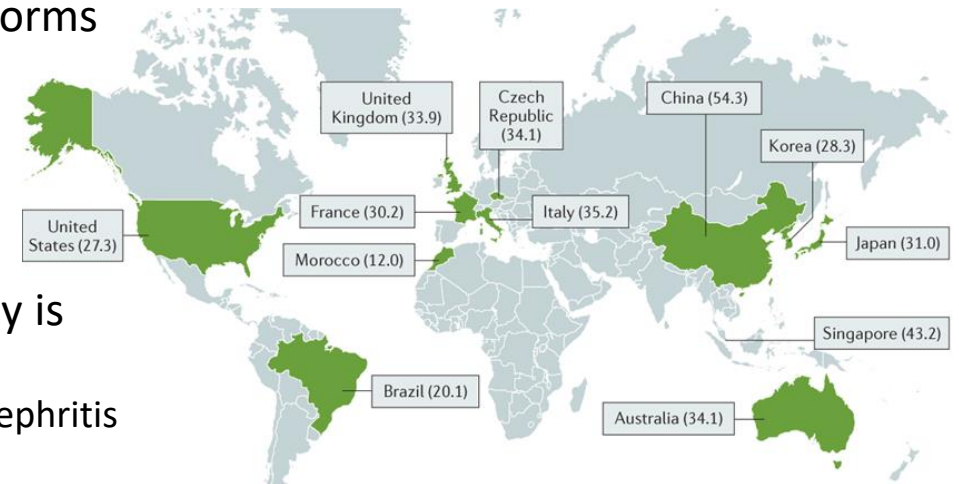 orms
United
Kingdom (33.9)
Czech
Republic
(34.1)
China (54.3)
Korea (28.3)
France (30.2)
Italy (35.2)
United
States (27.3)
Japan (31.0)
Morocco (12.0)
y is
Singapore (43.2)
Brazil (20.1)
ephritis
Australia (34.1)